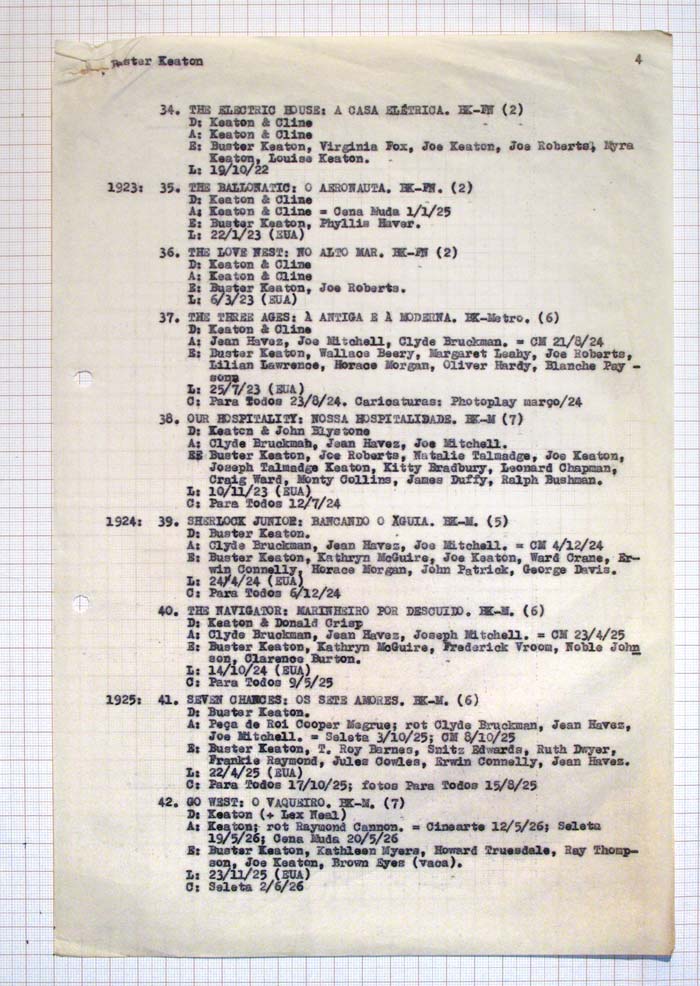 Buster Keaton 4
34. THE ELECTRIC HOUSE: A CASA ELÉTRICA. BK-FN (2)
D: Keaton & Cline
A: Keaton & Cline
E: Buster Keaton, Virginia Fox, Joe Keaton, Joe Roberts, Myra
Keaton, Louise Keaton.
L: 19/10/22
1923: 35. THE BALLONATIC: O AERONAUTA. BK-FN. (2)
D: Keaton & Cline
A: Keaton & Cline = Cena Muda 1/1/25
E: Buster Keaton, Phyllis Haver.
L: 22/1/23 (EUA)
36. THE LOVE NEST: NO ALTO MAR. BK-FN (2)
D: Keaton & Cline
A: Keaton & Cline
E: Buster Keaton, Joe Roberts.
L: 6/3/23 (EUA)
37. THE THREE AGES: À ANTIGA E À MODERNA. BK-Metro. (6)
D: Keaton & Cline
A: Jean Havez, Joe Mitchell, Clyde Bruckman. = CM 21/8/24
E: Buster Keaton, Wallace Beery, Margaret Leahy, Joe Roberts,
Lilian Lawrence, Horace Morgan, Oliver Hardy, Blanche Pay-
sone
L: 25/7/23 (EUA)
C: Para Todos 23/8/24. Caricaturas: Photoplay março/24
38. OUR HOSPITALITY: NOSSA HOSPITALIDADE. BK-M (7)
D: Keaton & John Blystone
A: Clyde Bruckman, Jean Havez, Joe Mitchell.
E: Buster Keaton, Joe Roberts, Natalie Talmadge, Joe Keaton,
Joseph Talmadge Keaton, Kitty Bradbury, Leonard Chapman,
Craig Ward, Monty Collins, James Duffy, Ralph Bushman.
L: 10/11/23 (EUA)
C: Para Todos 12/7/24
1924: 39. SHERLOCK JUNIOR: BANCANDO O ÁGUIA. BK-M. (5)
D: Buster Keaton.
A: Clyde Bruckman, Jean Havez, Joe Mitchell. = CM 4/12/24
E: Buster Keaton, Kathryn McGuire, Joe Keaton, Ward Crane, Er-
win Connelly, Horace Morgan, John Patrick, George Davis.
L: 24/4/24 (EUA)
C: Para Todos 6/12/24
40. THE NAVIGATOR: MARINHEIRO POR DESCUIDO. BK-M. (6)
D: Keaton & Donald Crisp
A: Clyde Bruckman, Jean Havez, Joseph Mitchell. = CM 23/4/25
E: Buster Keaton, Kathryn McGuire, Frederick Vroom, Noble John
son, Clarence Burton.
L: 14/10/24 (EUA)
C: Para Todos 9/5/25
1925: 41. SEVEN CHANCES: OS SETE AMORES. BK-M. (6)
D: Buster Keaton.
A: Peça de Roi Cooper Megrue; rot Clyde Bruckman, Jean Havez,
Joe Mitchell. = Seleta 3/10/25; CM 8/10/25
E: Buster Keaton, T. Roy Barnes, Snitz Edwards, Ruth Dwyer,
Frankie Raymond, Jules Cowles, Erwin Connelly, Jean Havez.
L: 22/4/25 (EUA)
C: Para Todos 17/10/25; fotos Para Todos 15/8/25
42. GO WEST: O VAQUEIRO. BK-M. (7)
D: Keaton (+ Lex Neal)
A: Keaton; rot Raymond Cannon. = Cinearte 12/5/26; Seleta
19/5/26; Cena Muda 20/5/26
E: Buster Keaton, Kathleen Myers, Howard Truesdale, Ray Thomp-
son, Joe Keaton, Brown Eyes (vaca).
L: 23/11/25 (EUA)
C: Seleta 2/6/26